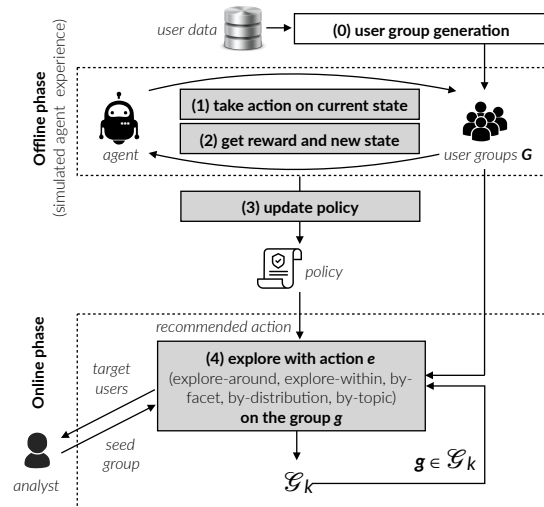 user data
(0) user group generation
Offline phase
(simulated agent experience)
(1) take action on current state
(2) get reward and new state
agent
user groups G
(3) update policy
policy
Online phase
recommended action
(4) explore with action e
(explore-around, explore-within, by-
facet, by-distribution, by-topic)
on the group g
target
users
seed
group
analyst
𝒢k
g ∈ 𝒢k